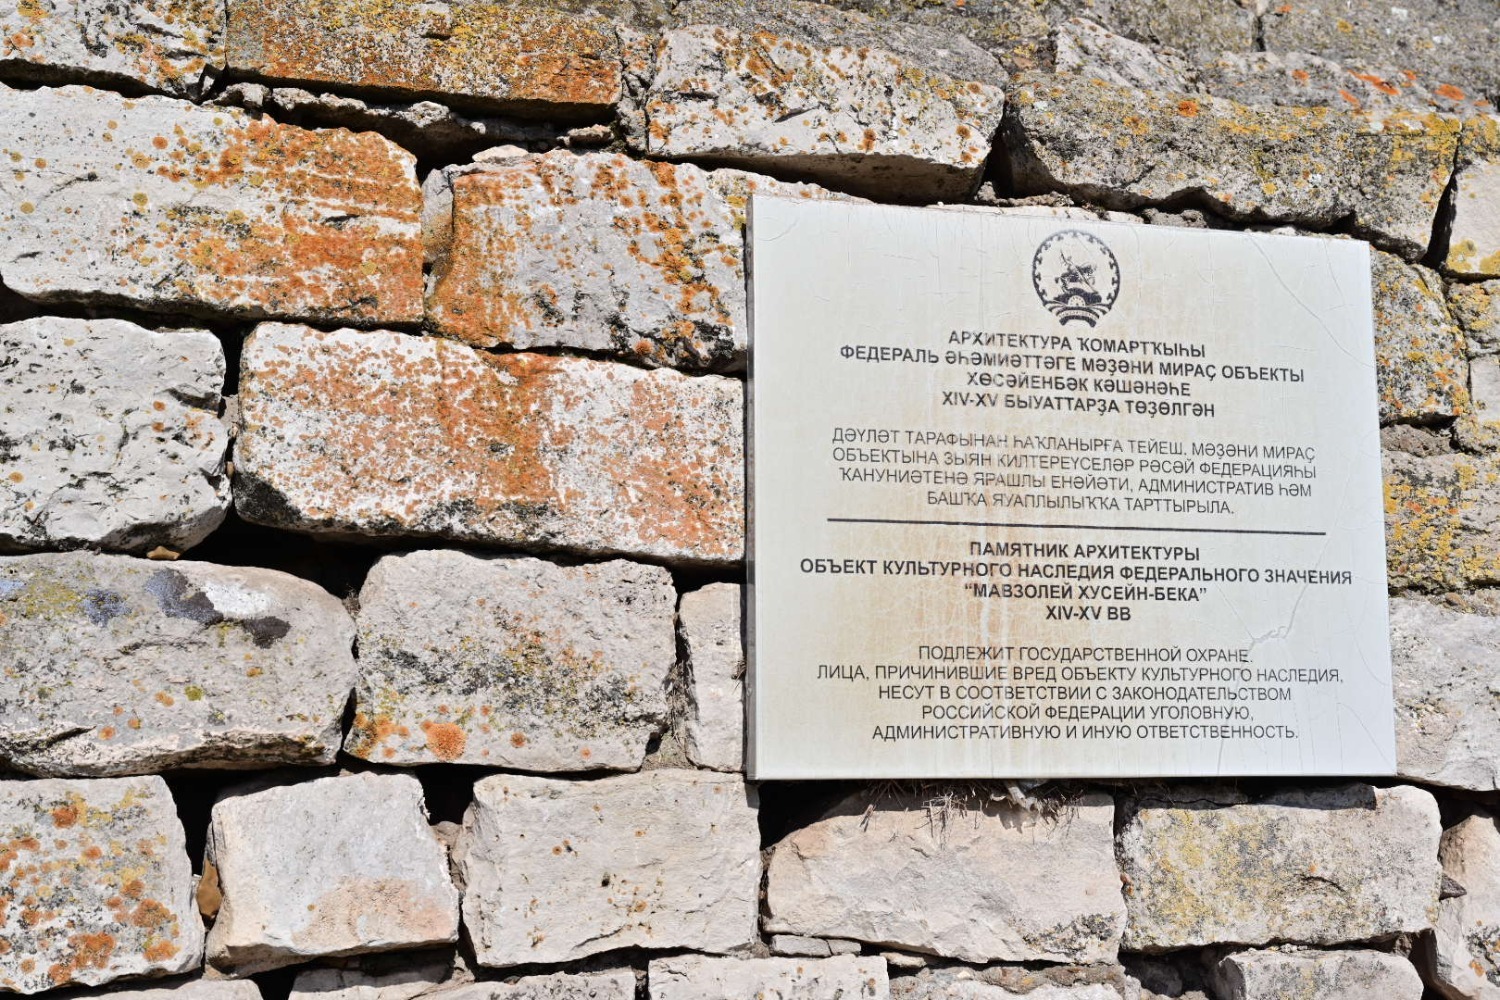 АРХИТЕКТУРА ҠОМАРТҠЫҺЫ
ФЕДЕРАЛЬ ӘҺӘМИӘТТӘГЕ МӘҘӘНИ МИРАҪ ОБЪЕКТЫ
ХӨСӘЙЕНБӘК КӘШӘНӘҺЕ
XIV-XV БЫУАТТАРҘА ТӨҘӨЛГӘН
ДӘҮЛӘТ ТАРАФЫНАН ҺАҠЛАНЫРҒА ТЕЙЕШ, МӘҘӘНИ МИРАҪ
ОБЪЕКТЫНА ЗЫЯН КИЛТЕРЕҮСЕЛӘР РӘСӘЙ ФЕДЕРАЦИЯҺЫ
ҠАНУНИӘТЕНӘ ЯРАШЛЫ ЕНӘЙӘТИ, АДМИНИСТРАТИВ ҺӘМ
БАШҠА ЯУАПЛЫЛЫҠҠА ТАРТТЫРЫЛА.
ПАМЯТНИК АРХИТЕКТУРЫ
ОБЪЕКТ КУЛЬТУРНОГО НАСЛЕДИЯ ФЕДЕРАЛЬНОГО ЗНАЧЕНИЯ
“МАВЗОЛЕЙ ХУСЕЙН-БЕКА”
XIV-XV ВВ
ПОДЛЕЖИТ ГОСУДАРСТВЕННОЙ ОХРАНЕ.
ЛИЦА, ПРИЧИНИВШИЕ ВРЕД ОБЪЕКТУ КУЛЬТУРНОГО НАСЛЕДИЯ,
НЕСУТ В СООТВЕТСТВИИ С ЗАКОНОДАТЕЛЬСТВОМ
РОССИЙСКОЙ ФЕДЕРАЦИИ УГОЛОВНУЮ,
АДМИНИСТРАТИВНУЮ И ИНУЮ ОТВЕТСТВЕННОСТЬ.